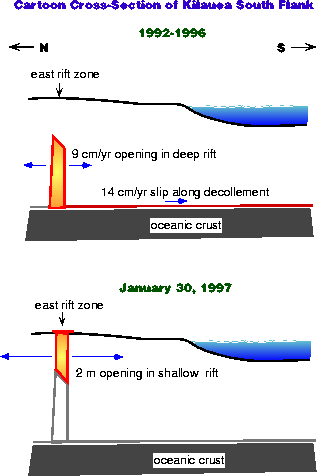 Cartoon Cross-Section of Kilauea South Flank
1992-1996
N
S
east rift zone
9 cm/yr opening in deep rift
14 cm/yr slip along decollement
oceanic crust
January 30, 1997
east rift zone
2 m opening in shallow rift
oceanic crust